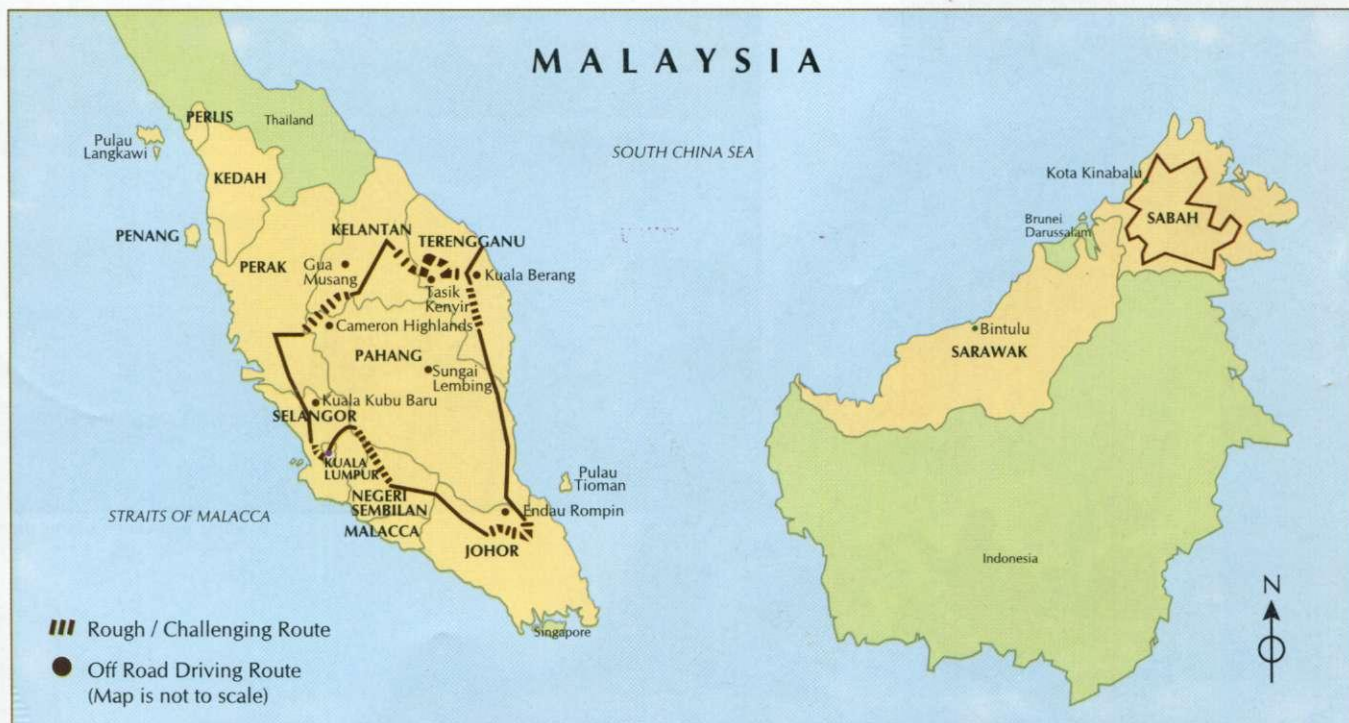 MALAYSIA
PERLIS
Thailand
Pulau
Langkawi
KEDAH
SOUTH CHINA SEA
PENANG
KELANTAN
TERENGGANU
PERAK
Gua
Musang
Kuala Berang
Tasik
Kenyir
Cameron Highlands
PAHANG
Sungai
Lembing
Kuala Kubu Baru
SELANGOR
KUALA
LUMPUR
NEGERI
SEMBILAN
Pulau
Tioman
STRAITS OF MALACCA
MALACCA
Endau Rompin
JOHOR
Singapore
Kota Kinabalu
SABAH
Brunei
Darussalam
Bintulu
SARAWAK
Indonesia
N
Rough / Challenging Route
Off Road Driving Route
(Map is not to scale)